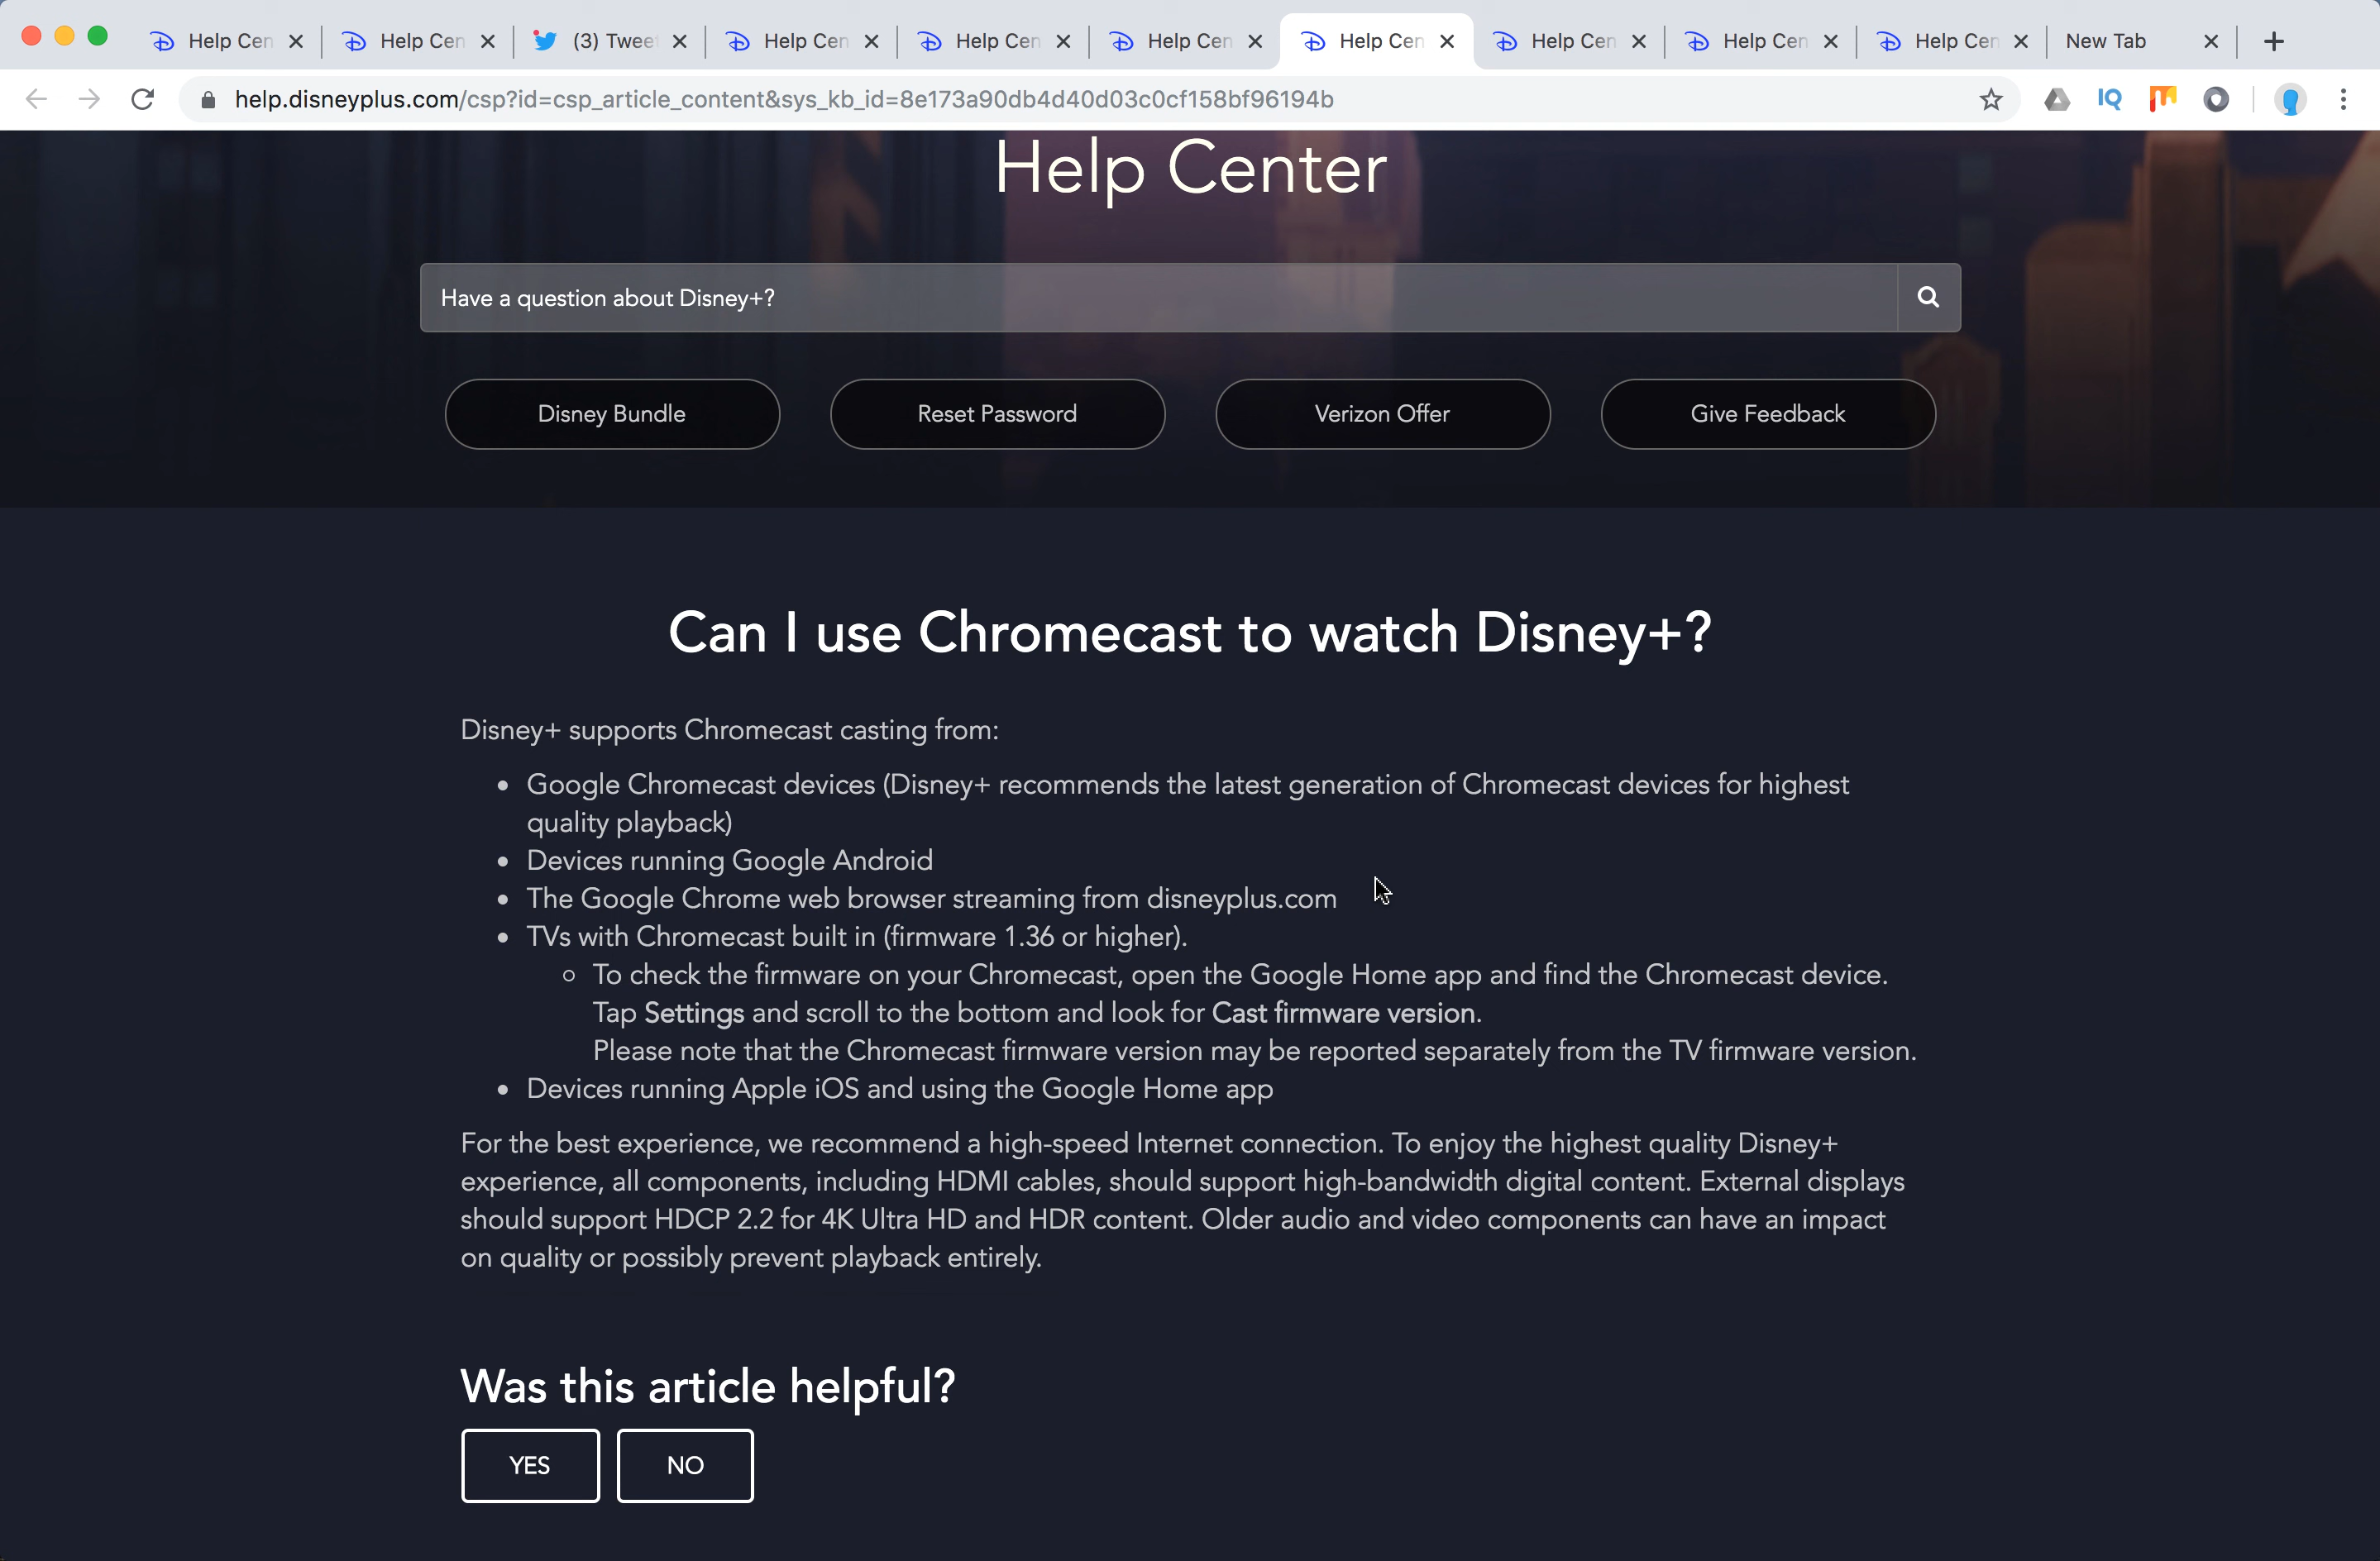 Help Cen
Help Cen
(3) Twee
Help Cen
Help Cen
Help Cen
Help Cen
Help Cen
Help Cen
Help Cen
New Tab
help.disneyplus.com/csp?id=csp_article_content&sys_kb_id=8e173a90db4d40d03c0cf158bf96194b
IQ
Help Center
Have a question about Disney+?
Disney Bundle
Reset Password
Verizon Offer
Give Feedback
Can I use Chromecast to watch Disney+?
Disney+ supports Chromecast casting from:
• Google Chromecast devices (Disney+ recommends the latest generation of Chromecast devices for highest
quality playback)
• Devices running Google Android
• The Google Chrome web browser streaming from disneyplus.com
• TVs with Chromecast built in (firmware 1.36 or higher).
○ To check the firmware on your Chromecast, open the Google Home app and find the Chromecast device.
Tap Settings and scroll to the bottom and look for Cast firmware version.
Please note that the Chromecast firmware version may be reported separately from the TV firmware version.
• Devices running Apple iOS and using the Google Home app
For the best experience, we recommend a high-speed Internet connection. To enjoy the highest quality Disney+
experience, all components, including HDMI cables, should support high-bandwidth digital content. External displays
should support HDCP 2.2 for 4K Ultra HD and HDR content. Older audio and video components can have an impact
on quality or possibly prevent playback entirely.
Was this article helpful?
YES
NO